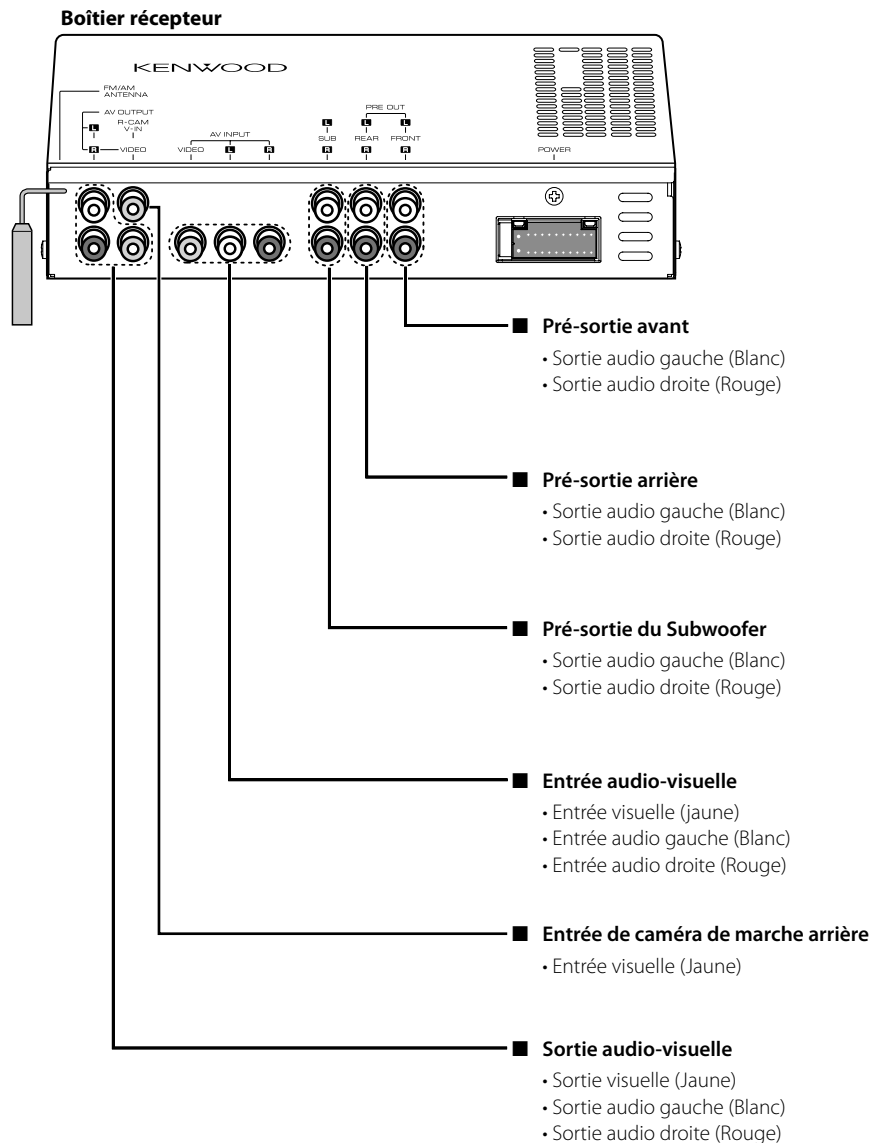 Boîtier récepteur
KENWOOD
FM/AM
ANTENNA
AV OUTPUT
R-CAM
V-IN
L
R
VIDEO
AV INPUT
VIDEO
L
R
PRE OUT
L
L
L
SUB
REAR
FRONT
R
R
R
POWER
■ Pré-sortie avant
• Sortie audio gauche (Blanc)
• Sortie audio droite (Rouge)
■ Pré-sortie arrière
• Sortie audio gauche (Blanc)
• Sortie audio droite (Rouge)
■ Pré-sortie du Subwoofer
• Sortie audio gauche (Blanc)
• Sortie audio droite (Rouge)
■ Entrée audio-visuelle
• Entrée visuelle (jaune)
• Entrée audio gauche (Blanc)
• Entrée audio droite (Rouge)
■ Entrée de caméra de marche arrière
• Entrée visuelle (Jaune)
■ Sortie audio-visuelle
• Sortie visuelle (Jaune)
• Sortie audio gauche (Blanc)
• Sortie audio droite (Rouge)